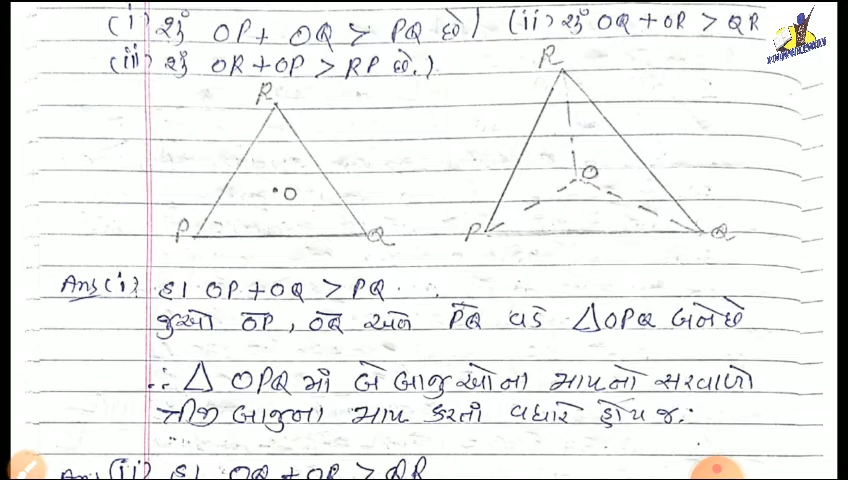 (i) શું OP + OQ > PQ છે? (ii) શું OQ + OR > QR
(iii) શું OR + OP > RP છે.)
R
R
O
O
P
Q
P
Q
Ans (i) હા OP + OQ > PQ.
જુઓ OP, OQ અને PQ વડે △OPQ બને છે
∴ △ OPQ માં બે બાજુઓના માપનો સરવાળો
ત્રીજી બાજુના માપ કરતાં વધારે હોય જ.
Ans (ii) હા OQ + OR > QR